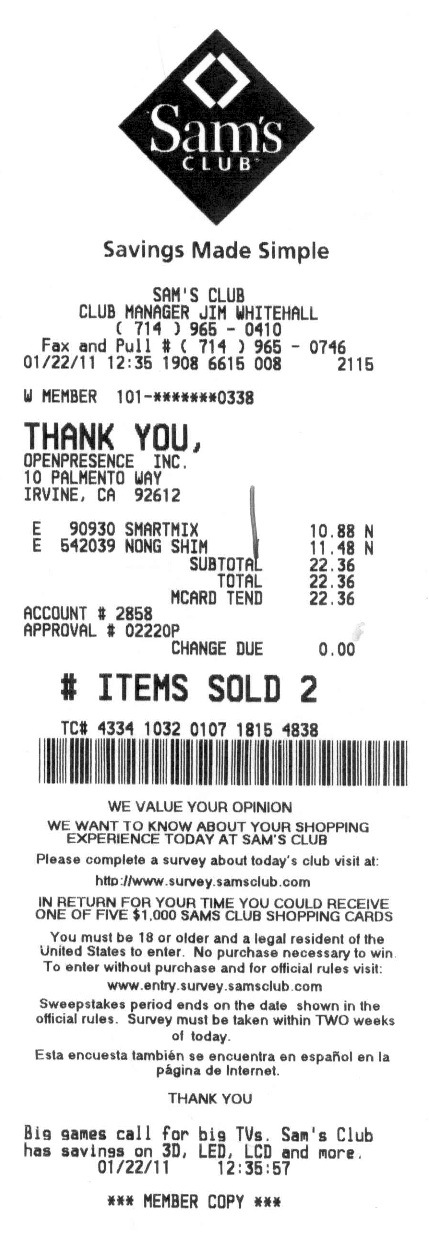 Sam's
CLUB
Savings Made Simple
SAM'S CLUB
CLUB MANAGER JIM WHITEHALL
( 714 ) 965 - 0410
Fax and Pull # ( 714 ) 965 - 0746
01/22/11 12:35 1908 6615 008 2115
W MEMBER 101-*******0338
THANK YOU,
OPENPRESENCE INC.
10 PALMENTO WAY
IRVINE, CA 92612
E 90930 SMARTMIX 10.88 N
E 542039 NONG SHIM 11.48 N
SUBTOTAL 22.36
TOTAL 22.36
MCARD TEND 22.36
ACCOUNT # 2858
APPROVAL # 02220P
CHANGE DUE 0.00
# ITEMS SOLD 2
TC# 4334 1032 0107 1815 4838
WE VALUE YOUR OPINION
WE WANT TO KNOW ABOUT YOUR SHOPPING
EXPERIENCE TODAY AT SAM'S CLUB
Please complete a survey about today's club visit at:
http://www.survey.samsclub.com
IN RETURN FOR YOUR TIME YOU COULD RECEIVE
ONE OF FIVE $1,000 SAMS CLUB SHOPPING CARDS
You must be 18 or older and a legal resident of the
United States to enter. No purchase necessary to win.
To enter without purchase and for official rules visit:
www.entry.survey.samsclub.com
Sweepstakes period ends on the date shown in the
official rules. Survey must be taken within TWO weeks
of today.
Esta encuesta también se encuentra en español en la
página de Internet.
THANK YOU
Big games call for big TVs. Sam's Club
has savings on 3D, LED, LCD and more.
01/22/11 12:35:57
*** MEMBER COPY ***